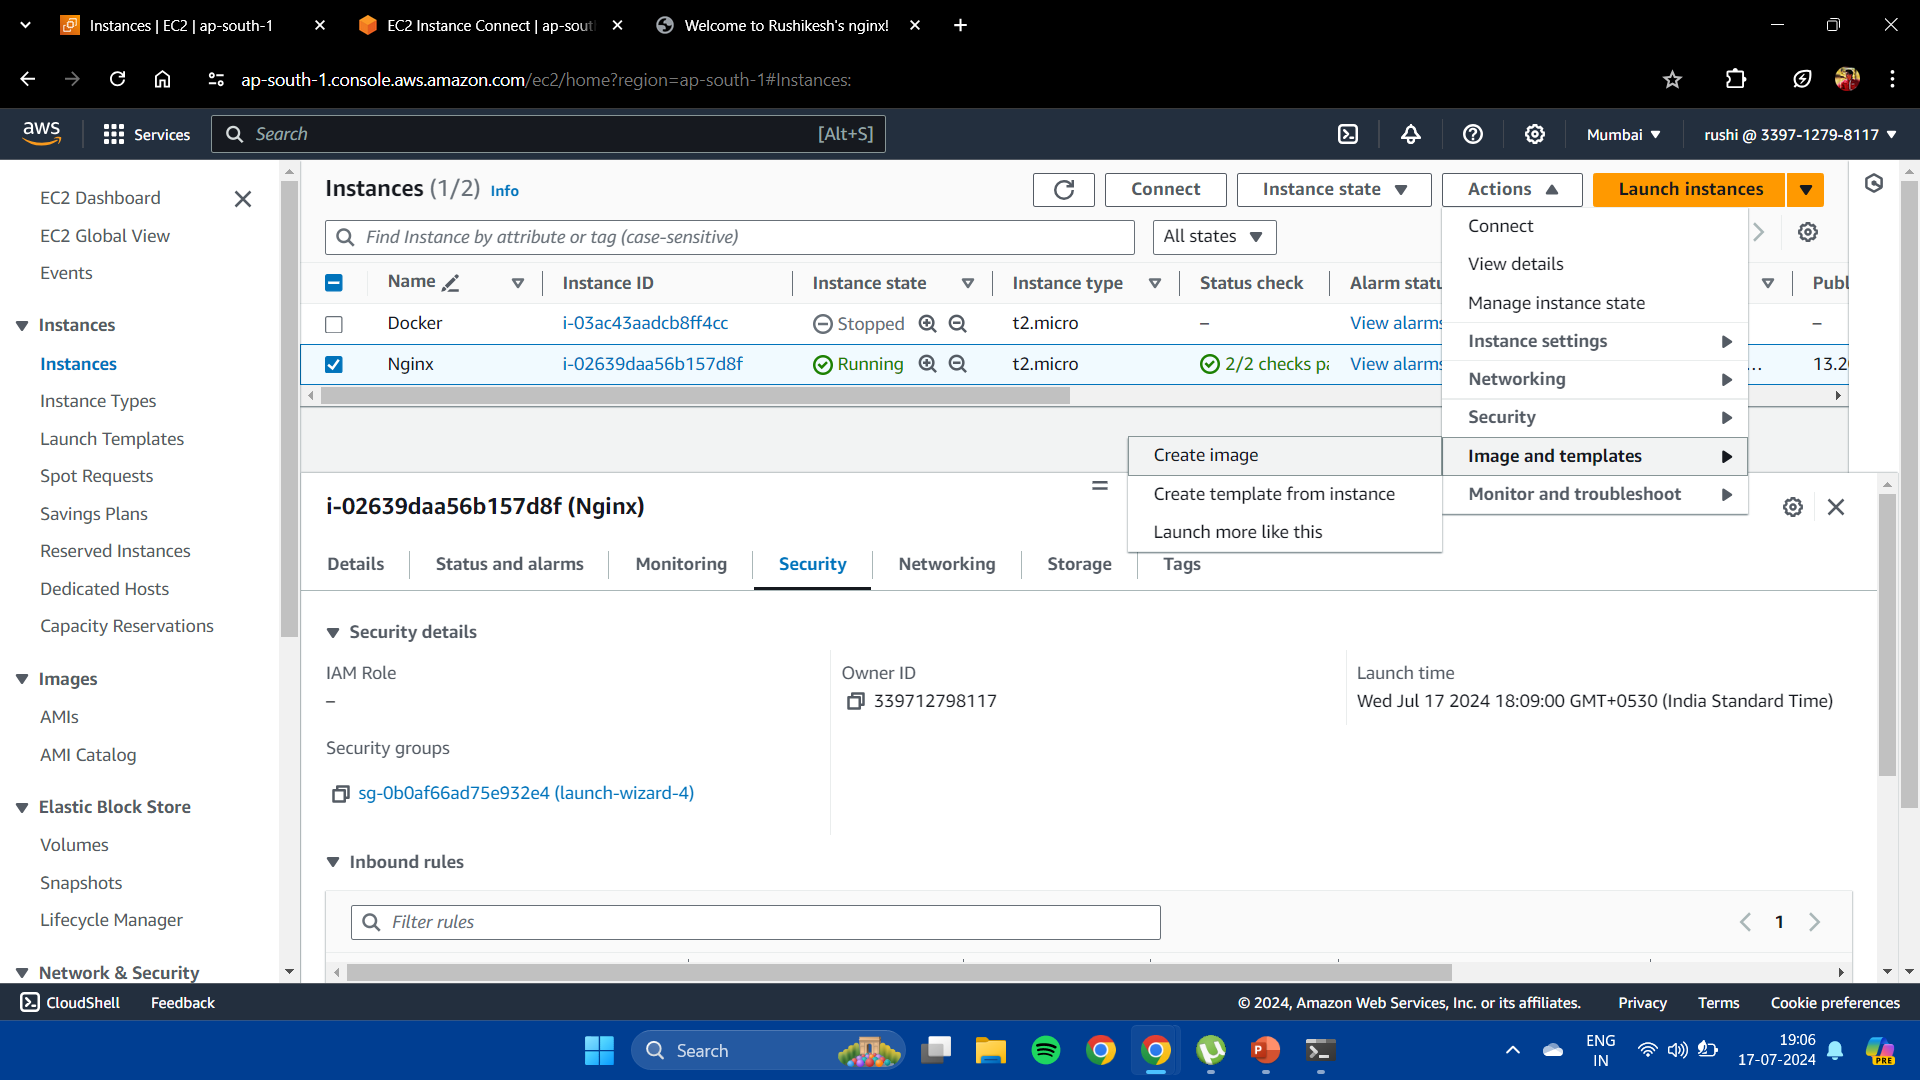 Instances | EC2 | ap-south-1
EC2 Instance Connect | ap-sout
Welcome to Rushikesh's nginx!
ap-south-1.console.aws.amazon.com/ec2/home?region=ap-south-1#Instances:
aws
Services
Search
[Alt+S]
Mumbai
rushi @ 3397-1279-8117
EC2 Dashboard
EC2 Global View
Events
Instances
Instances
Instance Types
Launch Templates
Spot Requests
Savings Plans
Reserved Instances
Dedicated Hosts
Capacity Reservations
Images
AMIs
AMI Catalog
Elastic Block Store
Volumes
Snapshots
Lifecycle Manager
Network & Security
Instances (1/2) Info
Connect
Instance state
Actions
Launch instances
Find Instance by attribute or tag (case-sensitive)
All states
Name Instance ID Instance state Instance type Status check Alarm statu Publ
Docker i-03ac43aadcb8ff4cc Stopped t2.micro – View alarms –
Nginx i-02639daa56b157d8f Running t2.micro 2/2 checks pa View alarms ... 13.20
Connect
View details
Manage instance state
Instance settings
Networking
Security
Image and templates
Monitor and troubleshoot
Create image
Create template from instance
Launch more like this
i-02639daa56b157d8f (Nginx)
Details
Status and alarms
Monitoring
Security
Networking
Storage
Tags
Security details
IAM Role
–
Owner ID
339712798117
Launch time
Wed Jul 17 2024 18:09:00 GMT+0530 (India Standard Time)
Security groups
sg-0b0af66ad75e932e4 (launch-wizard-4)
Inbound rules
Filter rules
1
CloudShell
Feedback
© 2024, Amazon Web Services, Inc. or its affiliates.
Privacy
Terms
Cookie preferences
Search
ENG
IN
19:06
17-07-2024
PRE